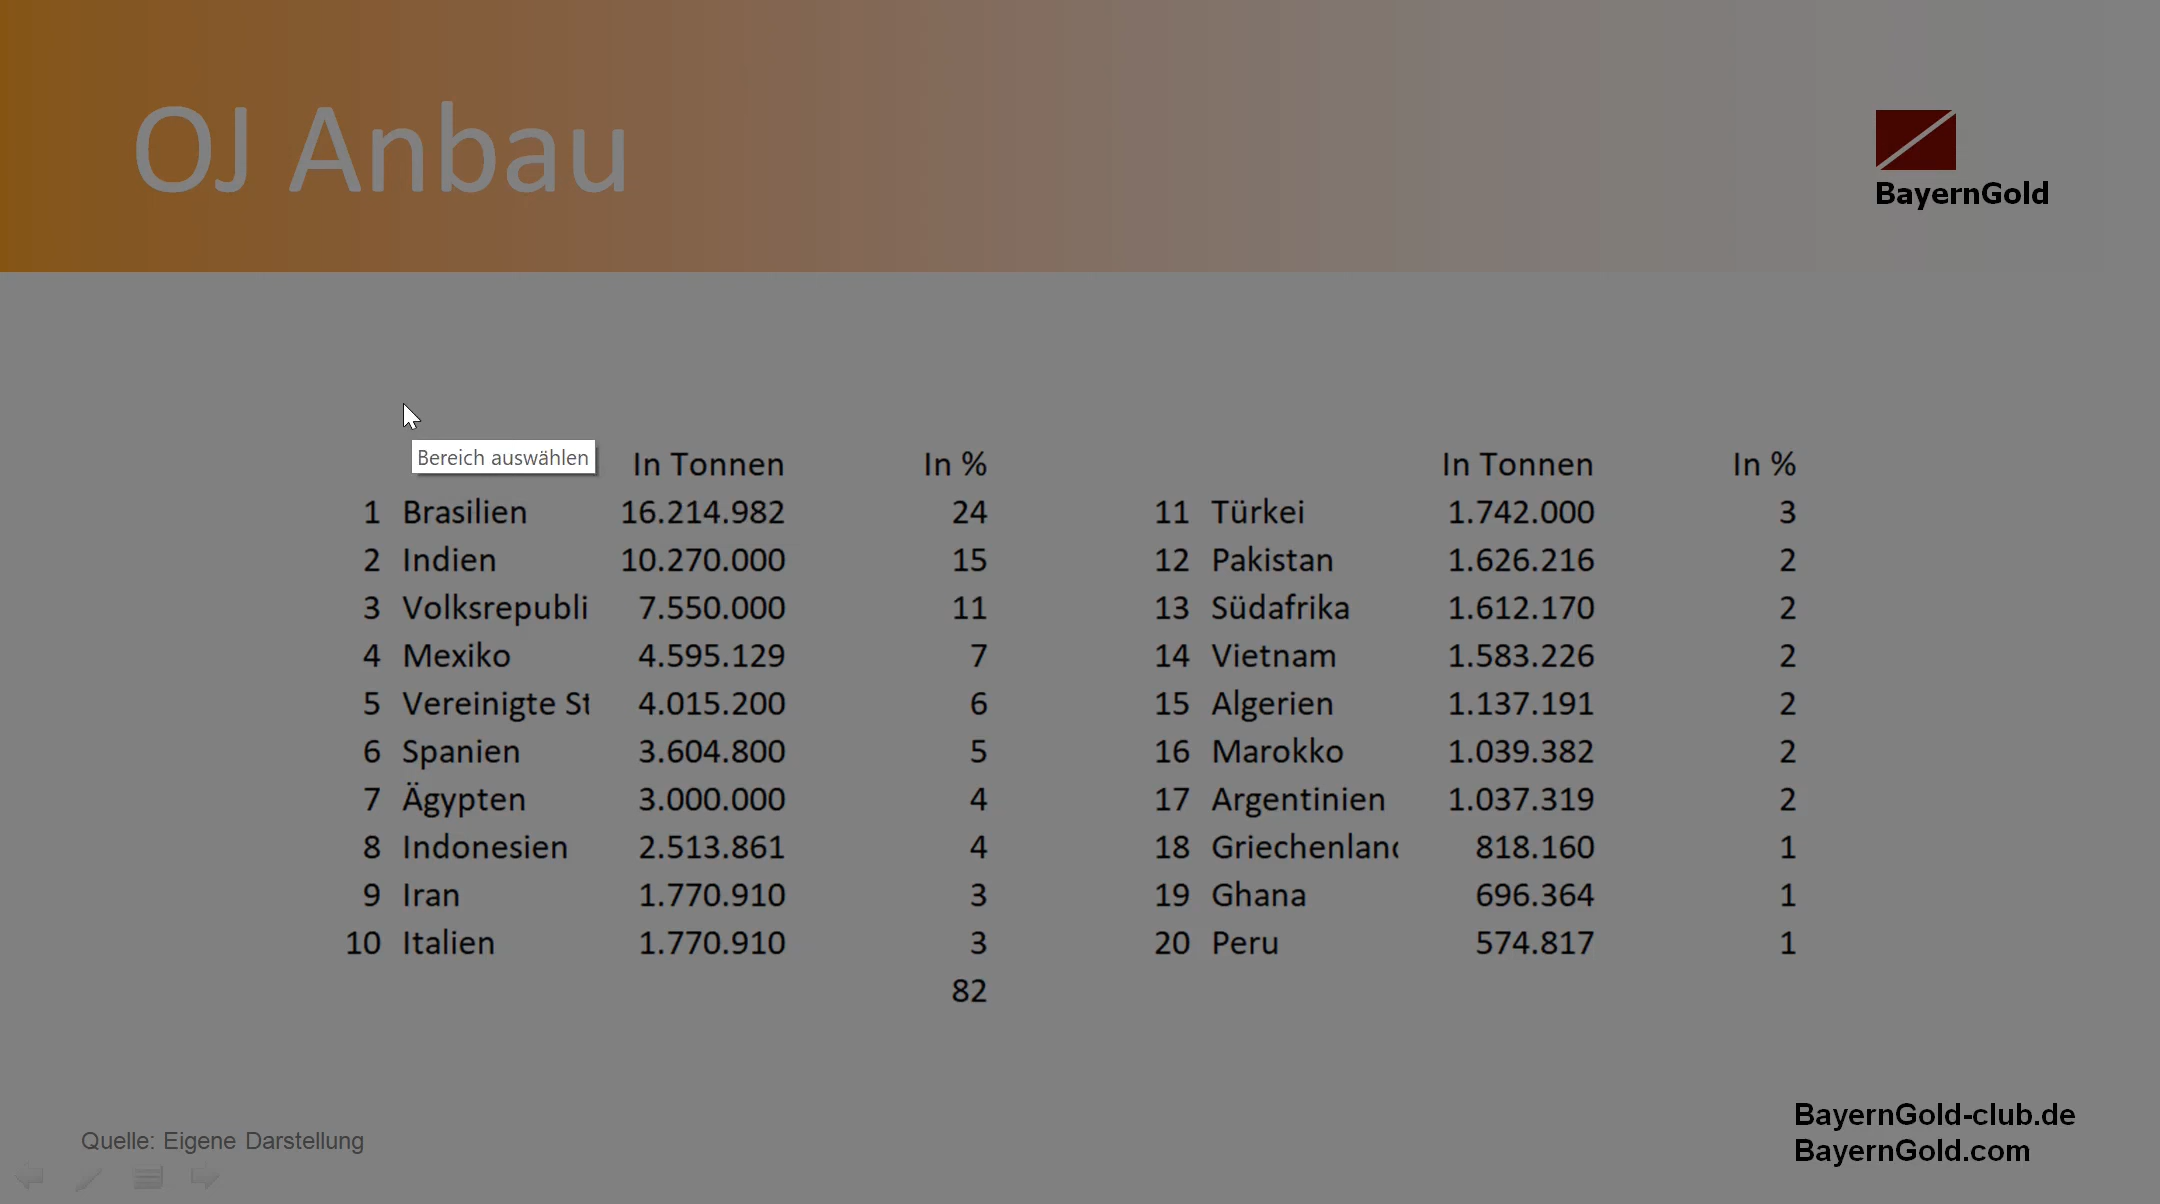 OJ Anbau
BayernGold
Bereich auswählen
In Tonnen In % In Tonnen In %
1 Brasilien 16.214.982 24 11 Türkei 1.742.000 3
2 Indien 10.270.000 15 12 Pakistan 1.626.216 2
3 Volksrepubli 7.550.000 11 13 Südafrika 1.612.170 2
4 Mexiko 4.595.129 7 14 Vietnam 1.583.226 2
5 Vereinigte St 4.015.200 6 15 Algerien 1.137.191 2
6 Spanien 3.604.800 5 16 Marokko 1.039.382 2
7 Ägypten 3.000.000 4 17 Argentinien 1.037.319 2
8 Indonesien 2.513.861 4 18 Griechenland 818.160 1
9 Iran 1.770.910 3 19 Ghana 696.364 1
10 Italien 1.770.910 3 20 Peru 574.817 1
82
Quelle: Eigene Darstellung
BayernGold-club.de
BayernGold.com